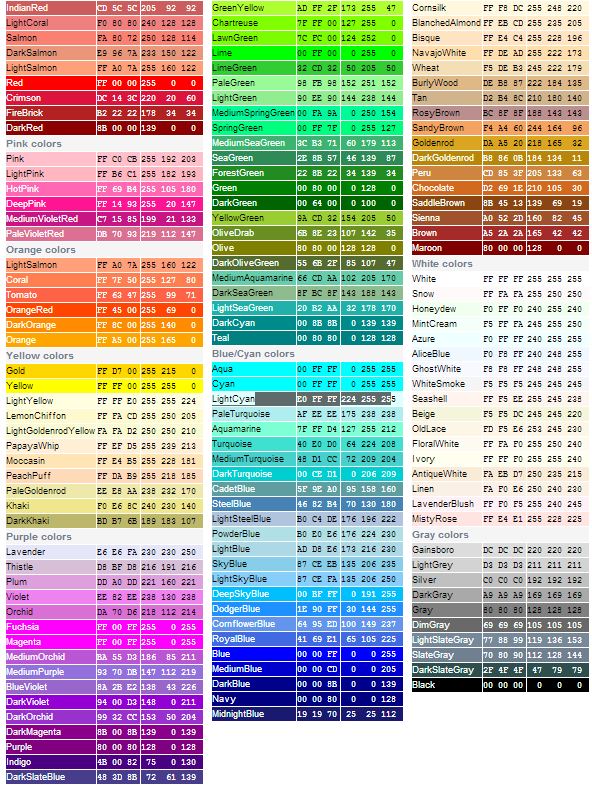 IndianRed CD 5C 5C 205 92 92
LightCoral F0 80 80 240 128 128
Salmon FA 80 72 250 128 114
DarkSalmon E9 96 7A 233 150 122
LightSalmon FF A0 7A 255 160 122
Red FF 00 00 255 0 0
Crimson DC 14 3C 220 20 60
FireBrick B2 22 22 178 34 34
DarkRed 8B 00 00 139 0 0
Pink colors
Pink FF C0 CB 255 192 203
LightPink FF B6 C1 255 182 193
HotPink FF 69 B4 255 105 180
DeepPink FF 14 93 255 20 147
MediumVioletRed C7 15 85 199 21 133
PaleVioletRed DB 70 93 219 112 147
Orange colors
LightSalmon FF A0 7A 255 160 122
Coral FF 7F 50 255 127 80
Tomato FF 63 47 255 99 71
OrangeRed FF 45 00 255 69 0
DarkOrange FF 8C 00 255 140 0
Orange FF A5 00 255 165 0
Yellow colors
Gold FF D7 00 255 215 0
Yellow FF FF 00 255 255 0
LightYellow FF FF E0 255 255 224
LemonChiffon FF FA CD 255 250 205
LightGoldenrodYellow FA FA D2 250 250 210
PapayaWhip FF EF D5 255 239 213
Moccasin FF E4 B5 255 228 181
PeachPuff FF DA B9 255 218 185
PaleGoldenrod EE E8 AA 238 232 170
Khaki F0 E6 8C 240 230 140
DarkKhaki BD B7 6B 189 183 107
Purple colors
Lavender E6 E6 FA 230 230 250
Thistle D8 BF D8 216 191 216
Plum DD A0 DD 221 160 221
Violet EE 82 EE 238 130 238
Orchid DA 70 D6 218 112 214
Fuchsia FF 00 FF 255 0 255
Magenta FF 00 FF 255 0 255
MediumOrchid BA 55 D3 186 85 211
MediumPurple 93 70 DB 147 112 219
BlueViolet 8A 2B E2 138 43 226
DarkViolet 94 00 D3 148 0 211
DarkOrchid 99 32 CC 153 50 204
DarkMagenta 8B 00 8B 139 0 139
Purple 80 00 80 128 0 128
Indigo 4B 00 82 75 0 130
DarkSlateBlue 48 3D 8B 72 61 139
GreenYellow AD FF 2F 173 255 47
Chartreuse 7F FF 00 127 255 0
LawnGreen 7C FC 00 124 252 0
Lime 00 FF 00 0 255 0
LimeGreen 32 CD 32 50 205 50
PaleGreen 98 FB 98 152 251 152
LightGreen 90 EE 90 144 238 144
MediumSpringGreen 00 FA 9A 0 250 154
SpringGreen 00 FF 7F 0 255 127
MediumSeaGreen 3C B3 71 60 179 113
SeaGreen 2E 8B 57 46 139 87
ForestGreen 22 8B 22 34 139 34
Green 00 80 00 0 128 0
DarkGreen 00 64 00 0 100 0
YellowGreen 9A CD 32 154 205 50
OliveDrab 6B 8E 23 107 142 35
Olive 80 80 00 128 128 0
DarkOliveGreen 55 6B 2F 85 107 47
MediumAquamarine 66 CD AA 102 205 170
DarkSeaGreen 8F BC 8F 143 188 143
LightSeaGreen 20 B2 AA 32 178 170
DarkCyan 00 8B 8B 0 139 139
Teal 00 80 80 0 128 128
Blue/Cyan colors
Aqua 00 FF FF 0 255 255
Cyan 00 FF FF 0 255 255
LightCyan E0 FF FF 224 255 255
PaleTurquoise AF EE EE 175 238 238
Aquamarine 7F FF D4 127 255 212
Turquoise 40 E0 D0 64 224 208
MediumTurquoise 48 D1 CC 72 209 204
DarkTurquoise 00 CE D1 0 206 209
CadetBlue 5F 9E A0 95 158 160
SteelBlue 46 82 B4 70 130 180
LightSteelBlue B0 C4 DE 176 196 222
PowderBlue B0 E0 E6 176 224 230
LightBlue AD D8 E6 173 216 230
SkyBlue 87 CE EB 135 206 235
LightSkyBlue 87 CE FA 135 206 250
DeepSkyBlue 00 BF FF 0 191 255
DodgerBlue 1E 90 FF 30 144 255
CornflowerBlue 64 95 ED 100 149 237
RoyalBlue 41 69 E1 65 105 225
Blue 00 00 FF 0 0 255
MediumBlue 00 00 CD 0 0 205
DarkBlue 00 00 8B 0 0 139
Navy 00 00 80 0 0 128
MidnightBlue 19 19 70 25 25 112
Cornsilk FF F8 DC 255 248 220
BlanchedAlmond FF EB CD 255 235 205
Bisque FF E4 C4 255 228 196
NavajoWhite FF DE AD 255 222 173
Wheat F5 DE B3 245 222 179
BurlyWood DE B8 87 222 184 135
Tan D2 B4 8C 210 180 140
RosyBrown BC 8F 8F 188 143 143
SandyBrown F4 A4 60 244 164 96
Goldenrod DA A5 20 218 165 32
DarkGoldenrod B8 86 0B 184 134 11
Peru CD 85 3F 205 133 63
Chocolate D2 69 1E 210 105 30
SaddleBrown 8B 45 13 139 69 19
Sienna A0 52 2D 160 82 45
Brown A5 2A 2A 165 42 42
Maroon 80 00 00 128 0 0
White colors
White FF FF FF 255 255 255
Snow FF FA FA 255 250 250
Honeydew F0 FF F0 240 255 240
MintCream F5 FF FA 245 255 250
Azure F0 FF FF 240 255 255
AliceBlue F0 F8 FF 240 248 255
GhostWhite F8 F8 FF 248 248 255
WhiteSmoke F5 F5 F5 245 245 245
Seashell FF F5 EE 255 245 238
Beige F5 F5 DC 245 245 220
OldLace FD F5 E6 253 245 230
FloralWhite FF FA F0 255 250 240
Ivory FF FF F0 255 255 240
AntiqueWhite FA EB D7 250 235 215
Linen FA F0 E6 250 240 230
LavenderBlush FF F0 F5 255 240 245
MistyRose FF E4 E1 255 228 225
Gray colors
Gainsboro DC DC DC 220 220 220
LightGrey D3 D3 D3 211 211 211
Silver C0 C0 C0 192 192 192
DarkGray A9 A9 A9 169 169 169
Gray 80 80 80 128 128 128
DimGray 69 69 69 105 105 105
LightSlateGray 77 88 99 119 136 153
SlateGray 70 80 90 112 128 144
DarkSlateGray 2F 4F 4F 47 79 79
Black 00 00 00 0 0 0